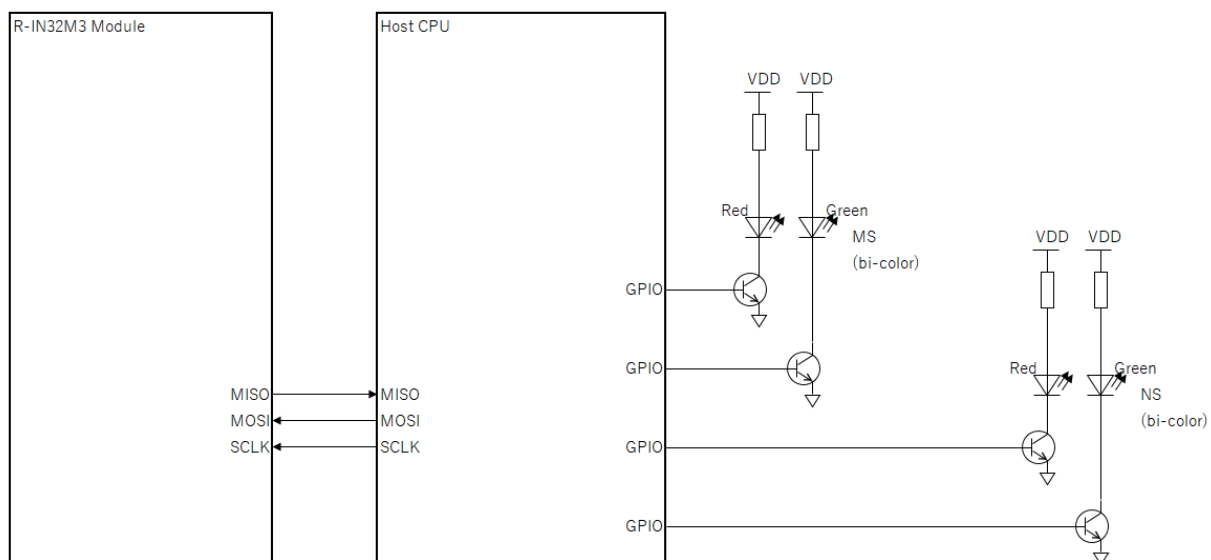 R-IN32M3 Module
Host CPU
VDD VDD
Red Green
MS
(bi-color)
VDD VDD
GPIO
GPIO
Red Green
NS
(bi-color)
MISO MISO
MOSI MOSI
SCLK SCLK
GPIO
GPIO